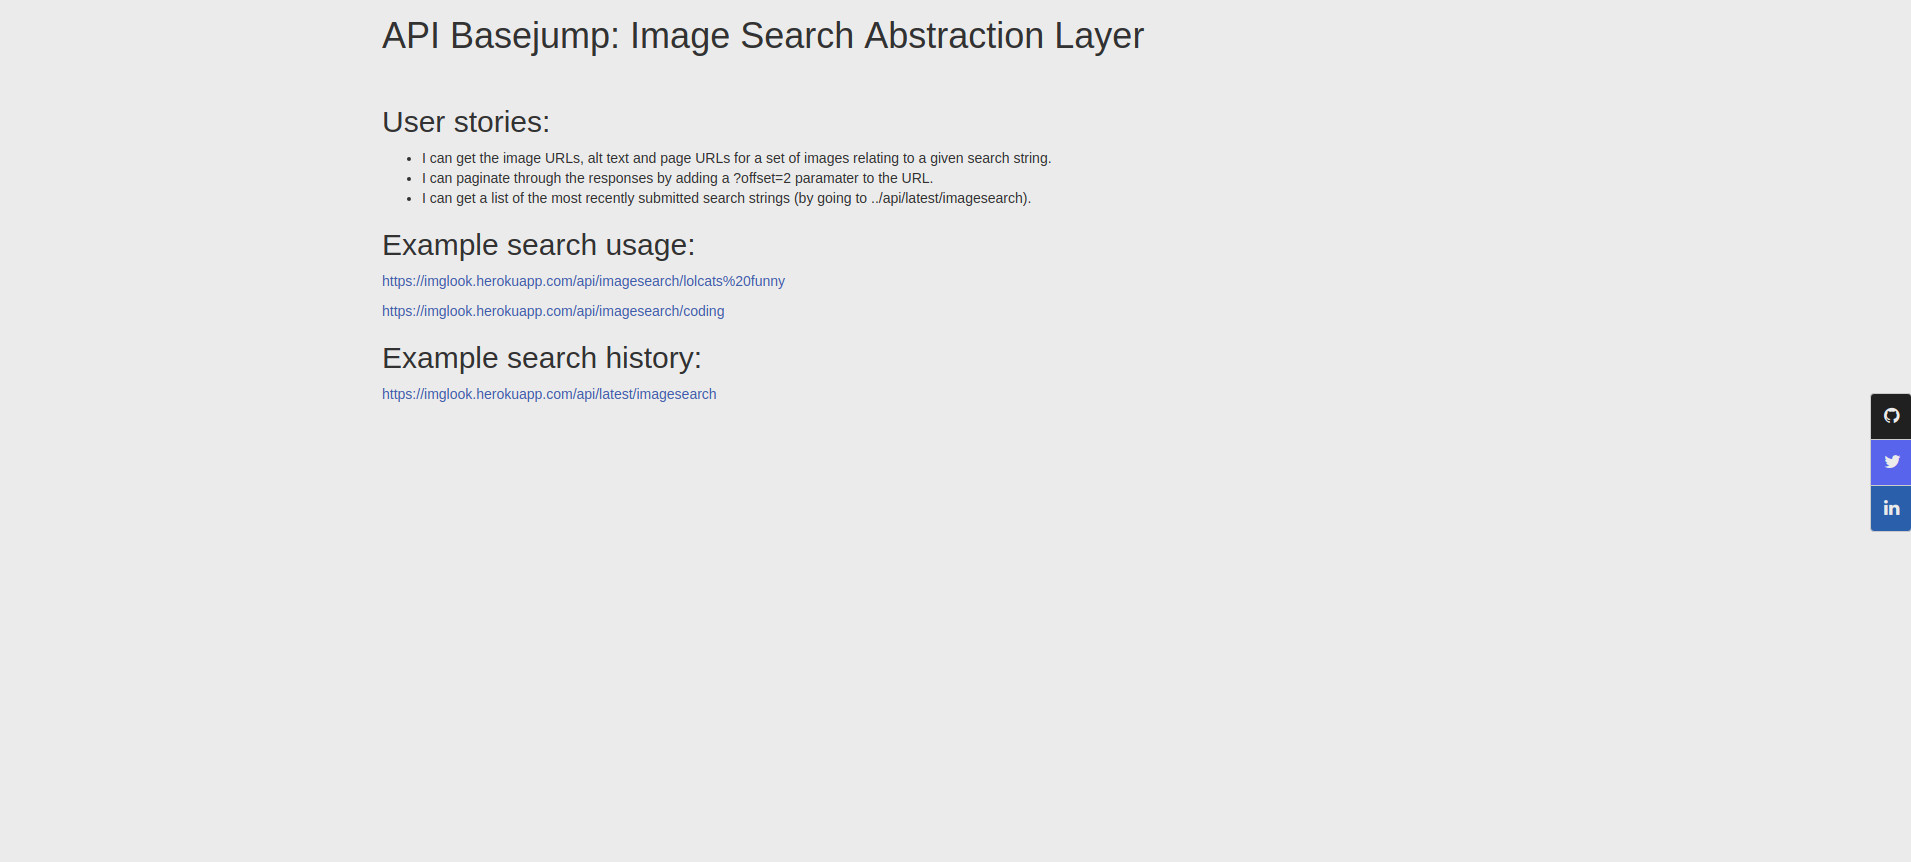 API Basejump: Image Search Abstraction Layer
User stories:
I can get the image URLs, alt text and page URLs for a set of images relating to a given search string.
I can paginate through the responses by adding a ?offset=2 paramater to the URL.
I can get a list of the most recently submitted search strings (by going to ../api/latest/imagesearch).
Example search usage:
https://imglook.herokuapp.com/api/imagesearch/lolcats%20funny
https://imglook.herokuapp.com/api/imagesearch/coding
Example search history:
https://imglook.herokuapp.com/api/latest/imagesearch
in